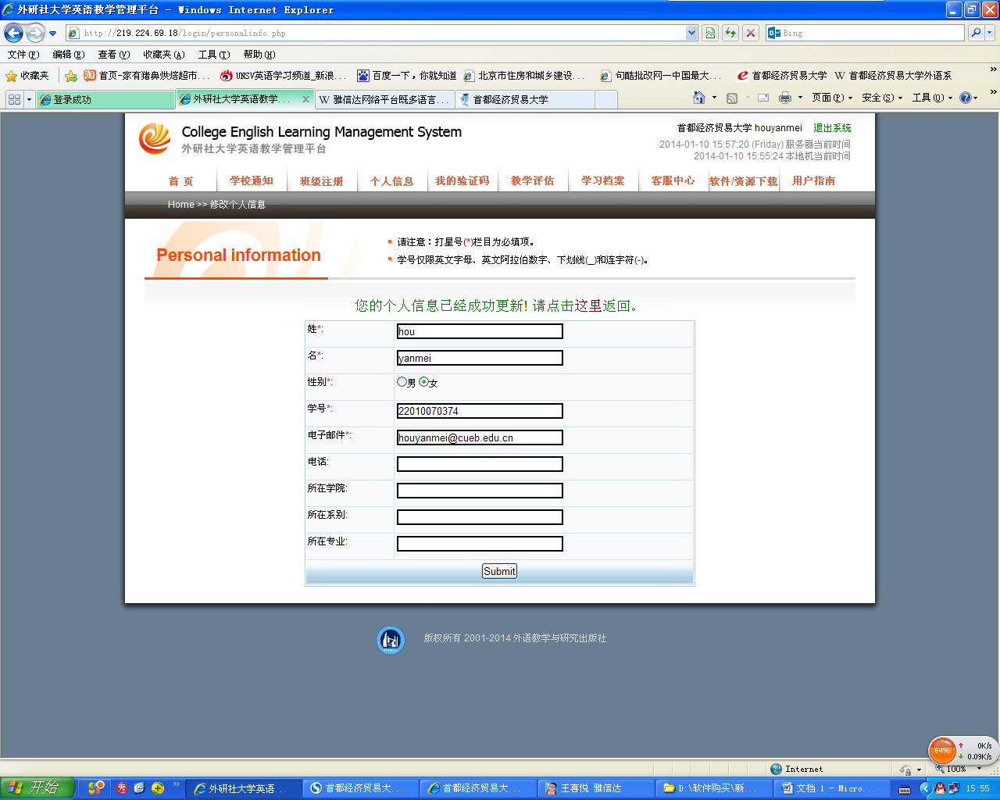 外研社大学英语教学管理平台 - Windows Internet Explorer
http://219.224.69.18/login/personalinfo.php
Bing
文件(F) 编辑(E) 查看(V) 收藏夹(A) 工具(T) 帮助(H)
收藏夹 首页-家有猪鼻烘焙超市... UNSV英语学习频道_新浪... 百度一下，你就知道 北京市住房和城乡建设... 句酷批改网—中国最大... 首都经济贸易大学 首都经济贸易大学外语系
登录成功 外研社大学英语教学... 雅信达网络平台既多语言... 首都经济贸易大学 页面(P) 安全(S) 工具(O)
College English Learning Management System
外研社大学英语教学管理平台
首都经济贸易大学 houyanmei 退出系统
2014-01-10 15:57:20 (Friday) 服务器当前时间
2014-01-10 15:55:24 本地机当前时间
首 页 学校通知 班级注册 个人信息 我的验证码 教学评估 学习档案 客服中心 软件/资源下载 用户指南
Home >> 修改个人信息
Personal information
请注意：打星号(*)栏目为必填项。
学号仅限英文字母、英文阿拉伯数字、下划线(_)和连字符(-)。
您的个人信息已经成功更新! 请点击这里返回。
姓*: hou
名*: yanmei
性别*: 男 女
学号*: 22010070374
电子邮件*: houyanmei@cueb.edu.cn
电话:
所在学院:
所在系别:
所在专业:
Submit
版权所有 2001-2014 外语教学与研究出版社
64% 0K/s
0.09K/s
Internet 100%
开始 外研社大学英语... 首都经济贸易大... 首都经济贸易大... 王喜悦 雅信达 D:\软件购买\新... 文档 1 - Micro... 15:55